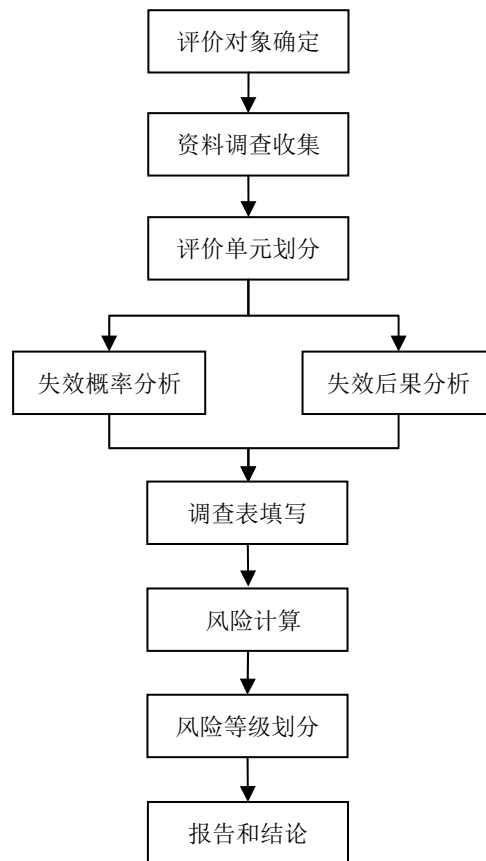 评价对象确定
资料调查收集
评价单元划分
失效概率分析
失效后果分析
调查表填写
风险计算
风险等级划分
报告和结论